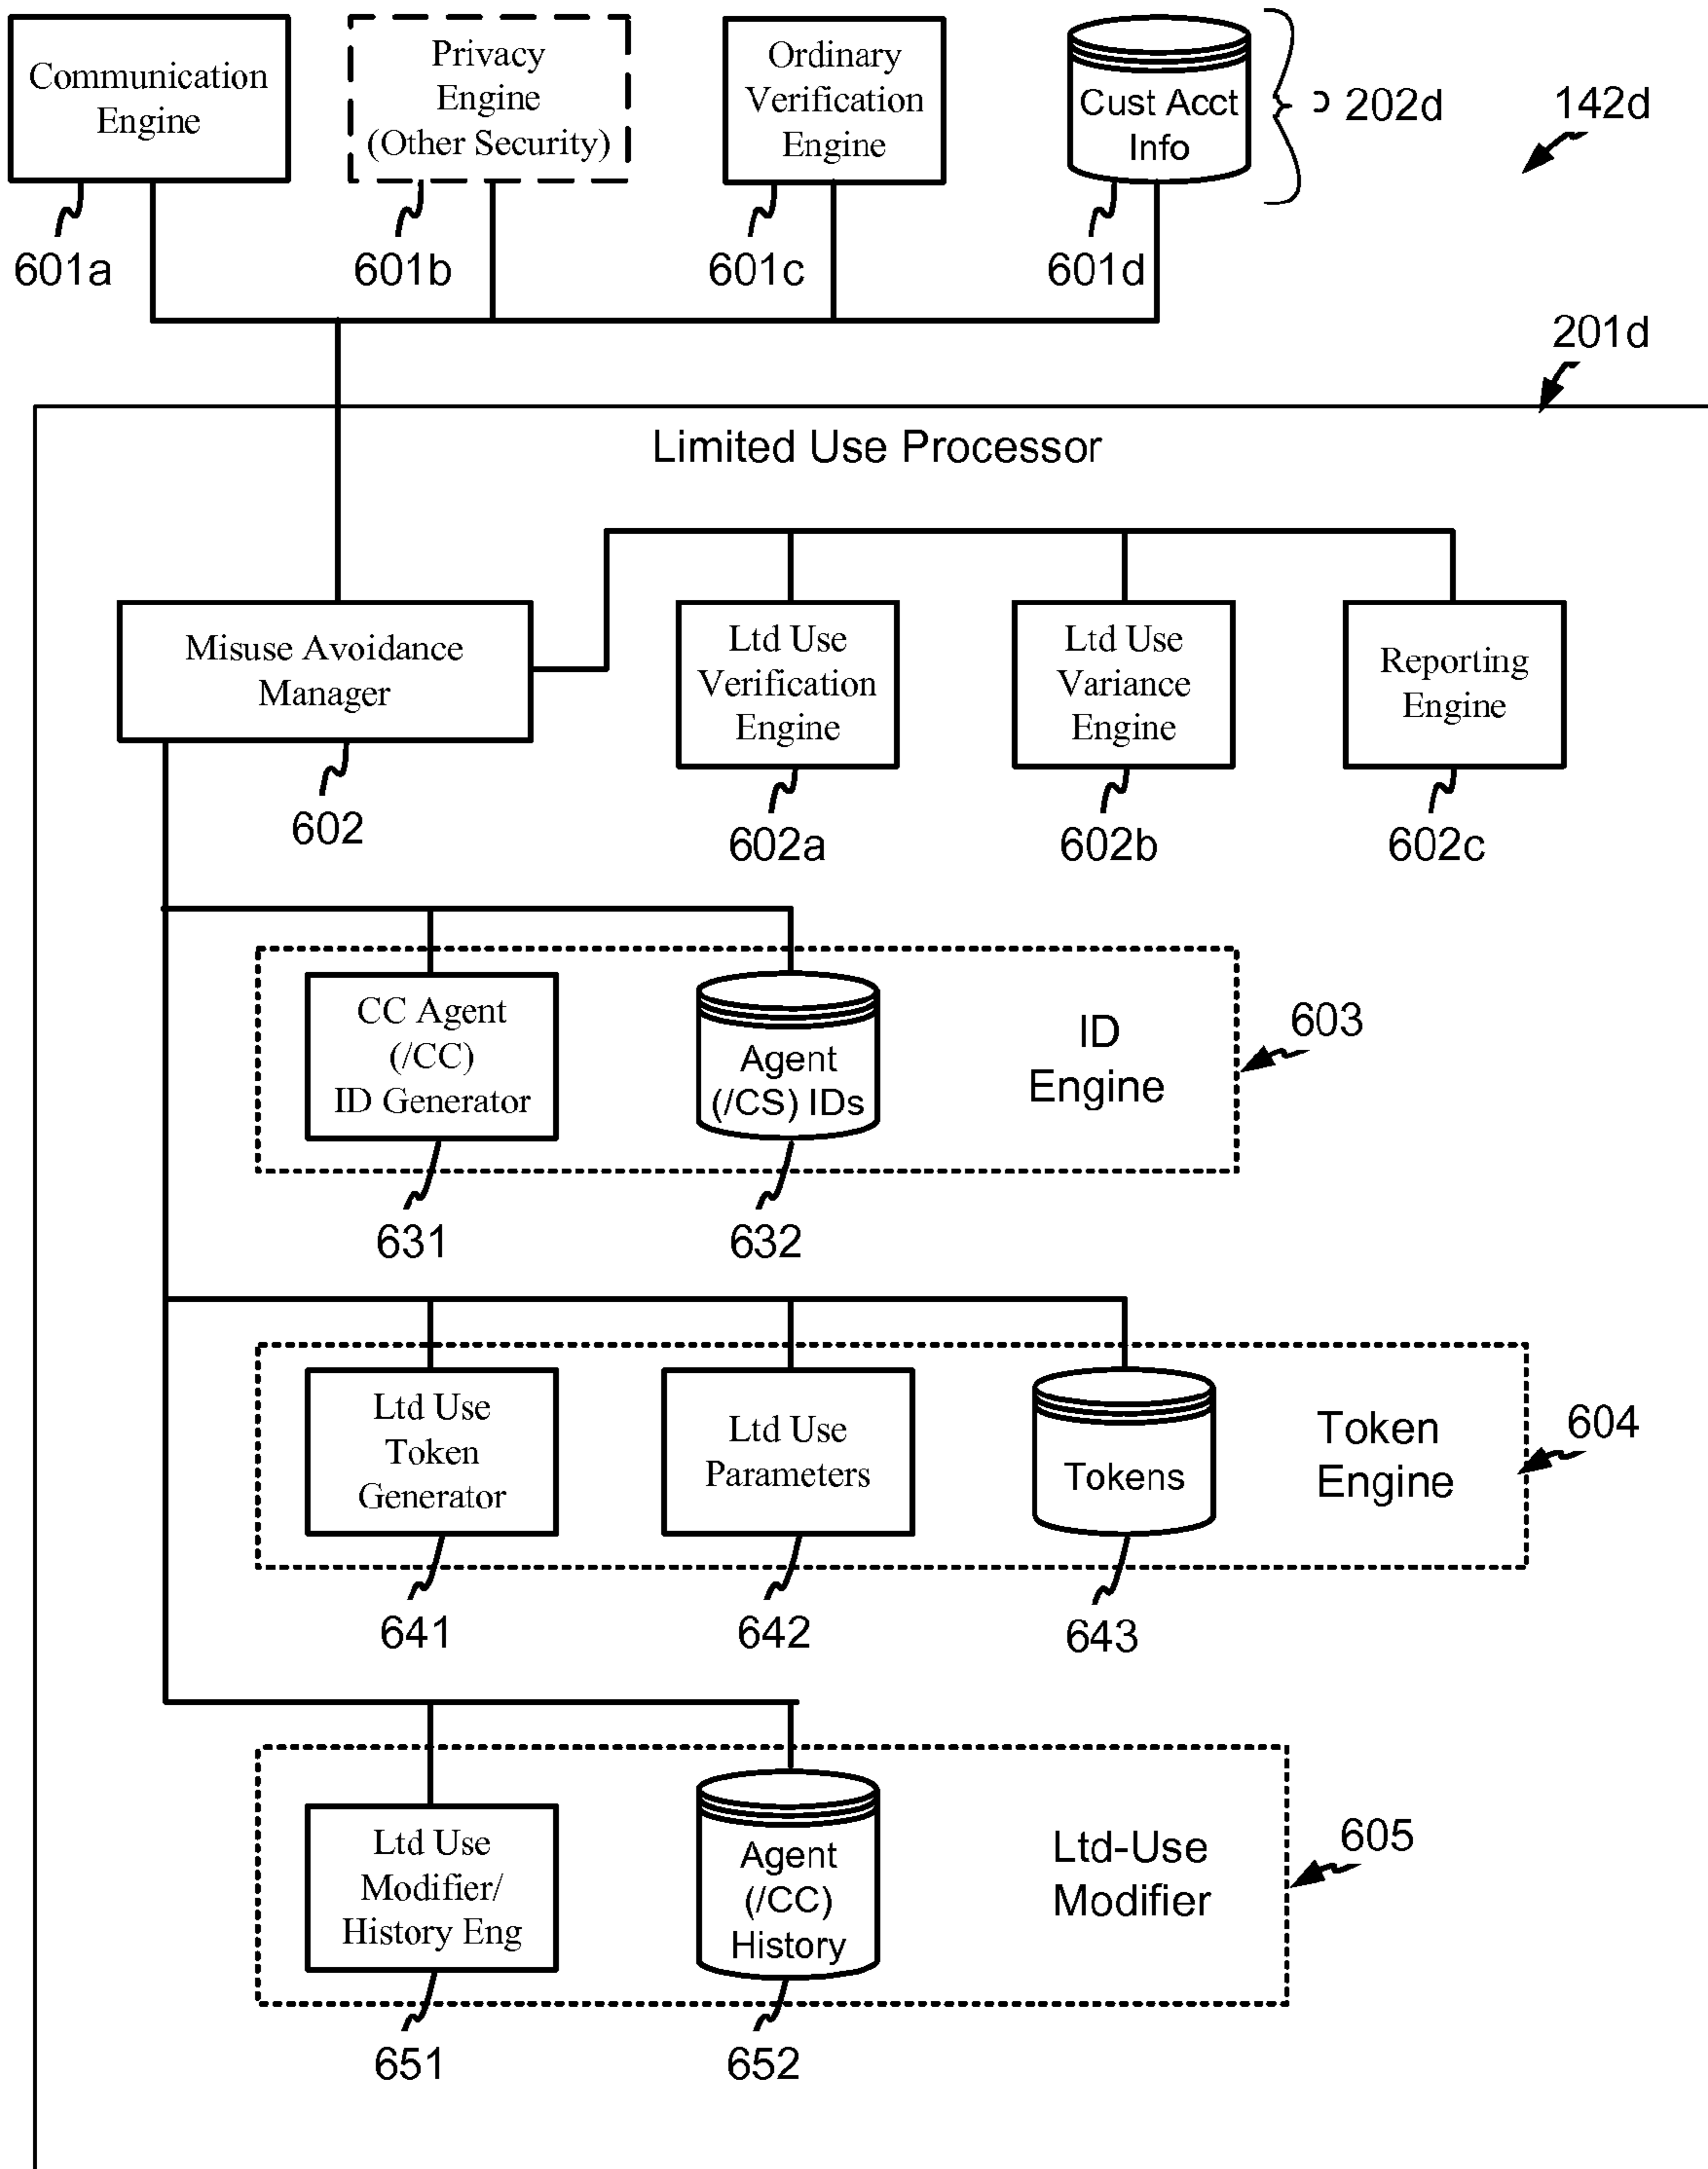 Communication
Engine
Privacy
Engine
(Other Security)
Ordinary
Verification
Engine
Cust Acct
Info
202d
142d
601a
601b
601c
601d
201d
Limited Use Processor
Misuse Avoidance
Manager
Ltd Use
Verification
Engine
Ltd Use
Variance
Engine
Reporting
Engine
602
602a
602b
602c
CC Agent
(/CC)
ID Generator
Agent
(/CS) IDs
ID
Engine
603
631
632
Ltd Use
Token
Generator
Ltd Use
Parameters
Tokens
Token
Engine
604
641
642
643
Ltd Use
Modifier/
History Eng
Agent
(/CC)
History
Ltd-Use
Modifier
605
651
652